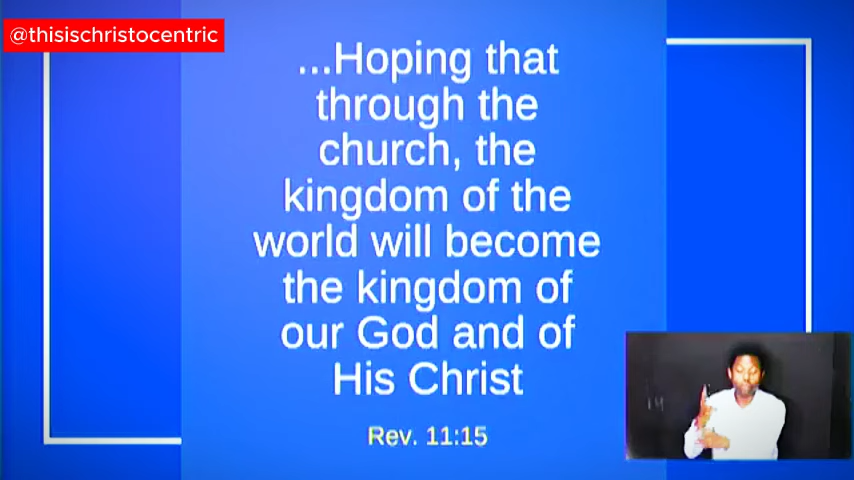 @thisischristocentric
...Hoping that
through the
church, the
kingdom of the
world will become
the kingdom of
our God and of
His Christ
Rev. 11:15